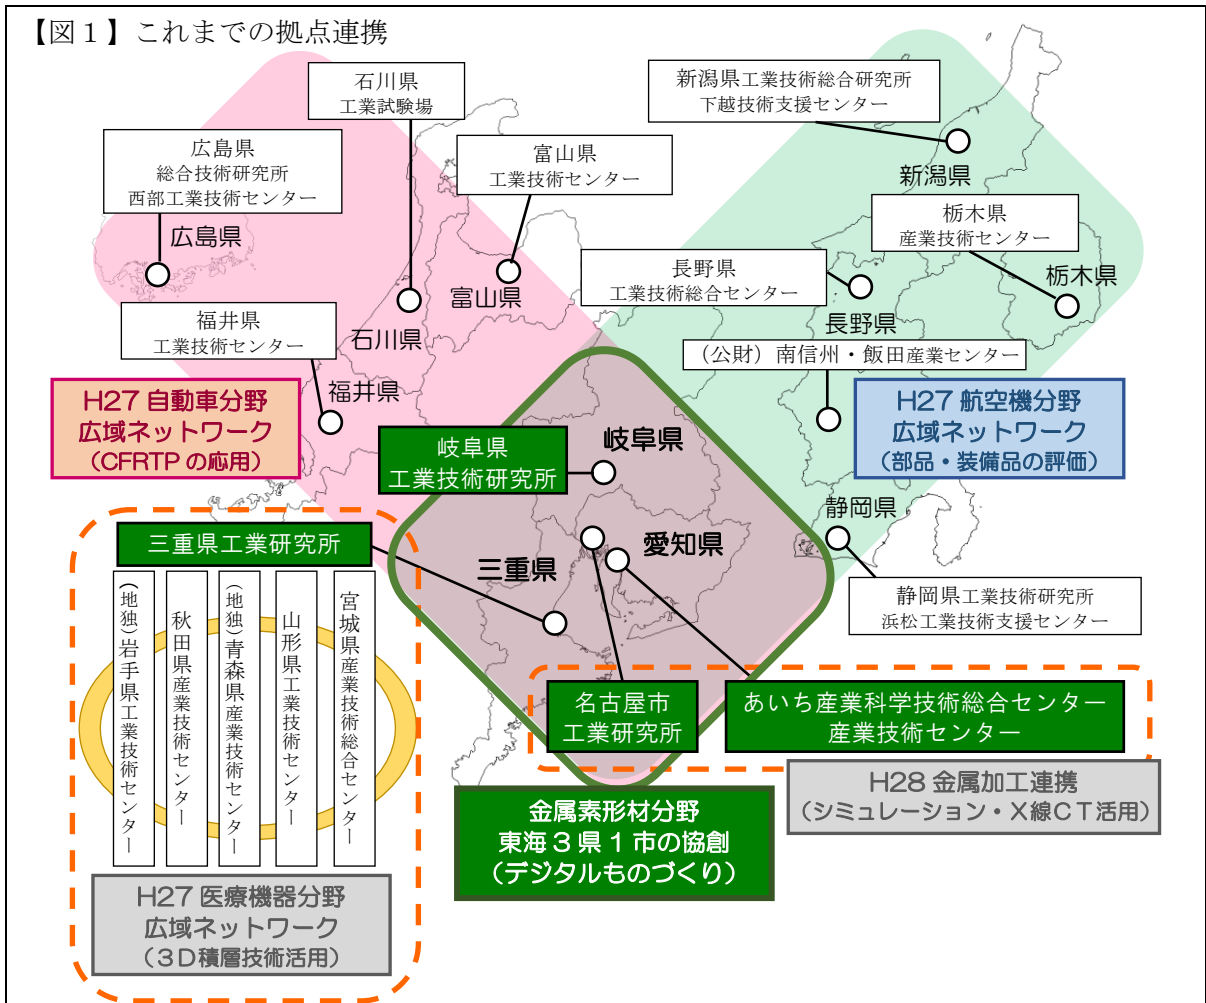 【図１】これまでの拠点連携
石川県
工業試験場
新潟県工業技術総合研究所
下越技術支援センター
広島県
総合技術研究所
西部工業技術センター
富山県
工業技術センター
新潟県
栃木県
産業技術センター
広島県
長野県
工業技術総合センター
栃木県
富山県
福井県
工業技術センター
石川県
長野県
（公財）南信州・飯田産業センター
福井県
H27 自動車分野
広域ネットワーク
（CFRTP の応用）
H27 航空機分野
広域ネットワーク
（部品・装備品の評価）
岐阜県
工業技術研究所
岐阜県
静岡県
三重県工業研究所
愛知県
三重県
静岡県工業技術研究所
浜松工業技術支援センター
（地独）岩手県工業技術センター
秋田県産業技術センター
（地独）青森県産業技術センター
山形県工業技術センター
宮城県産業技術総合センター
名古屋市
工業研究所
あいち産業科学技術総合センター
産業技術センター
H28 金属加工連携
（シミュレーション・Ｘ線ＣＴ活用）
金属素形材分野
東海３県１市の協創
（デジタルものづくり）
H27 医療機器分野
広域ネットワーク
（３Ｄ積層技術活用）